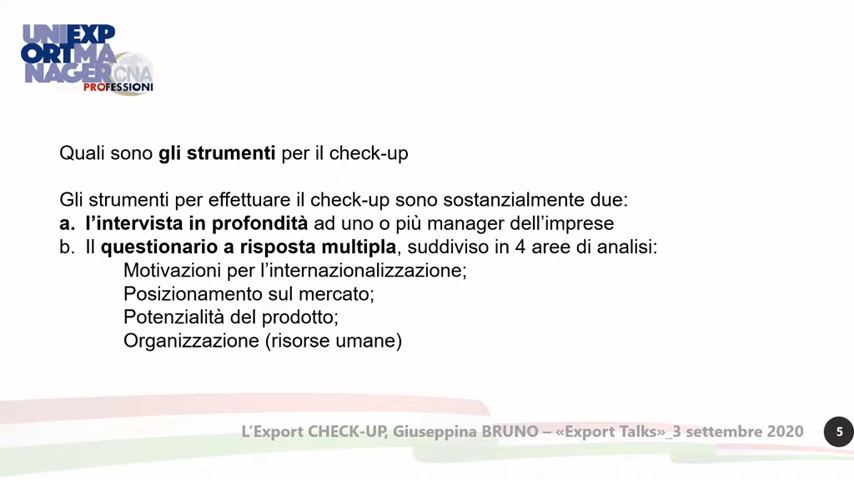 UNIEXP
ORTMA
NAGERCNA
PROFESSIONI
Quali sono gli strumenti per il check-up
Gli strumenti per effettuare il check-up sono sostanzialmente due:
a. l’intervista in profondità ad uno o più manager dell’imprese
b. Il questionario a risposta multipla, suddiviso in 4 aree di analisi:
Motivazioni per l’internazionalizzazione;
Posizionamento sul mercato;
Potenzialità del prodotto;
Organizzazione (risorse umane)
L’Export CHECK-UP, Giuseppina BRUNO – «Export Talks»_3 settembre 2020
5